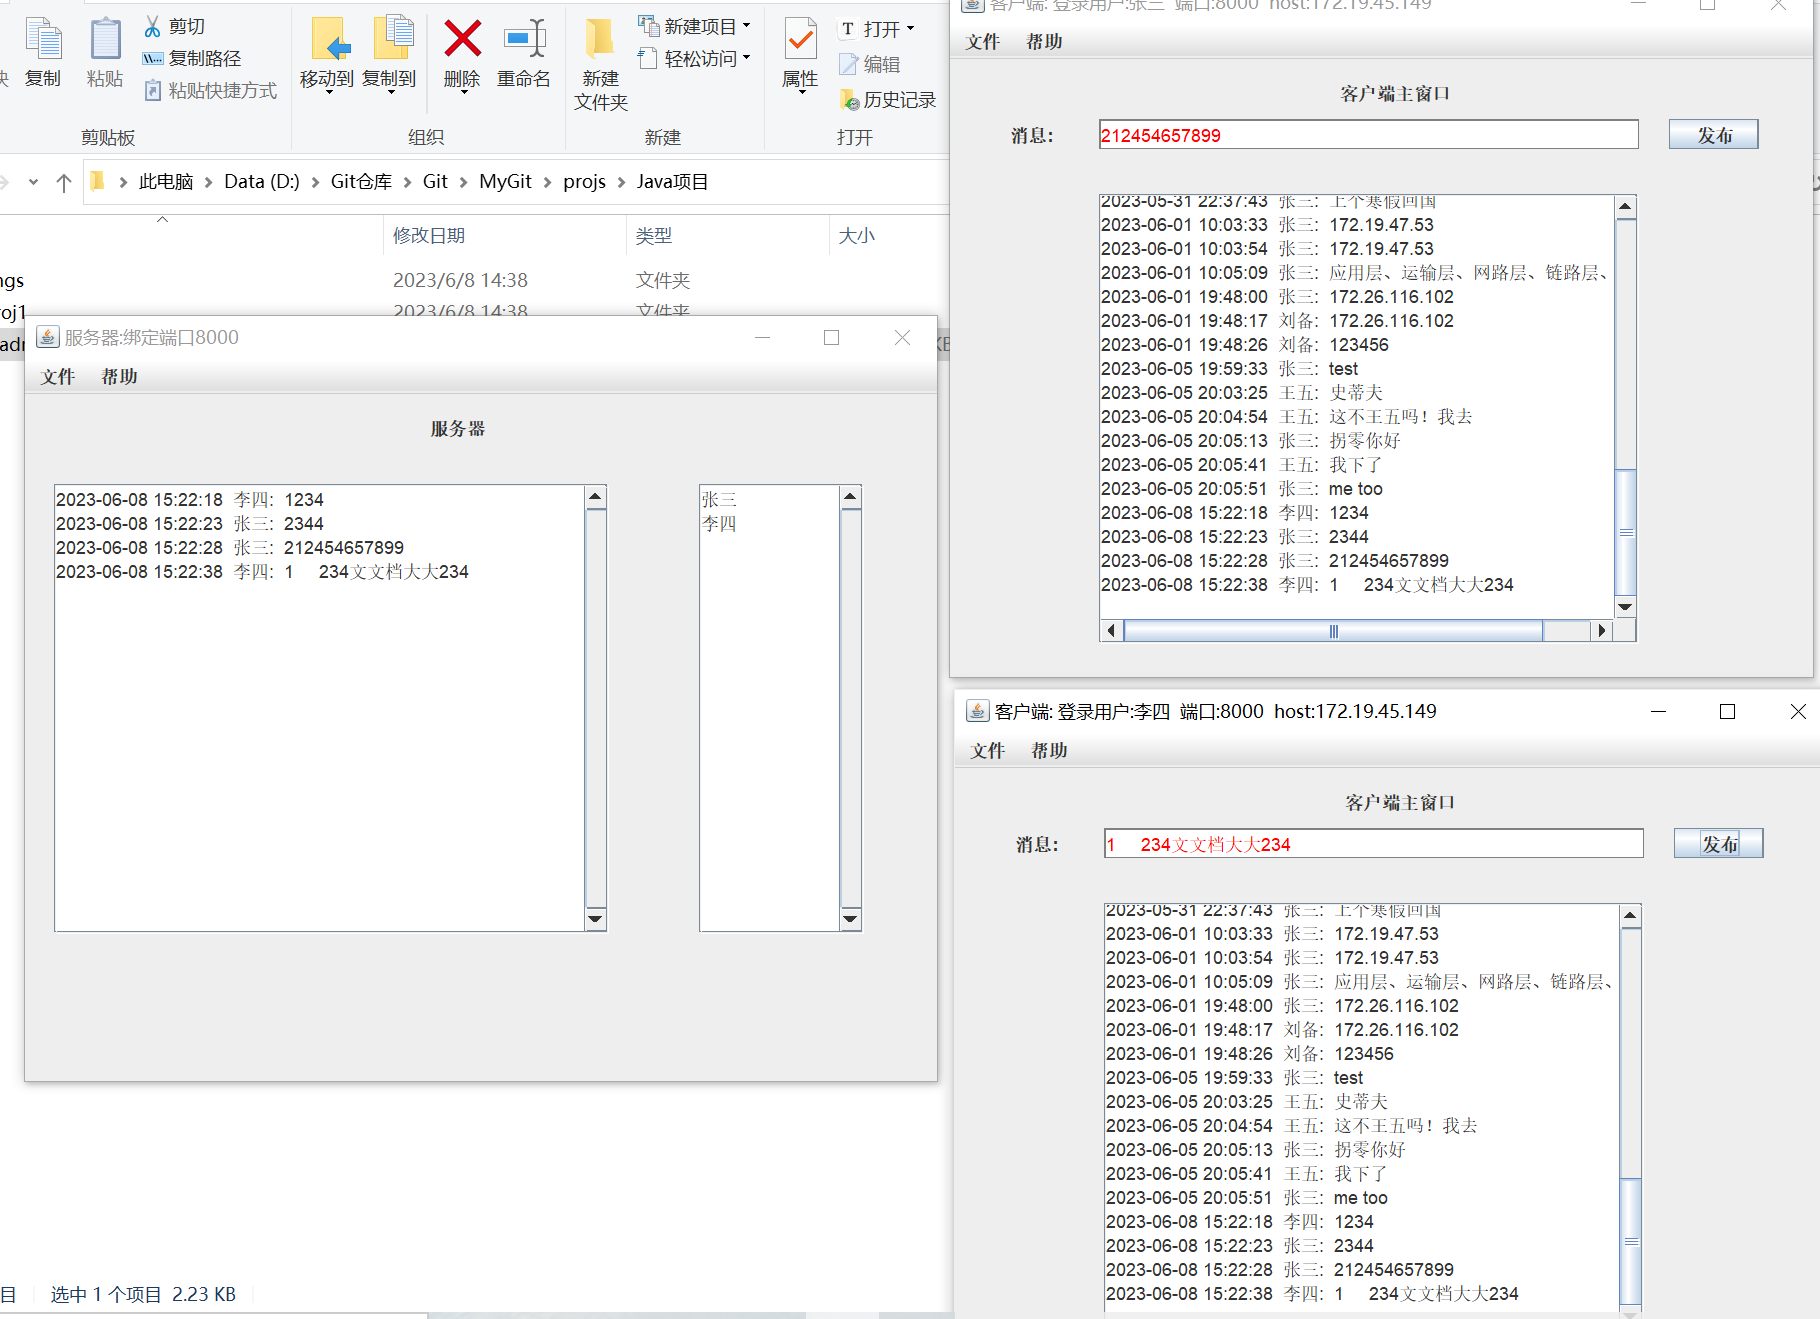 复制
粘贴
剪切
复制路径
粘贴快捷方式
剪贴板
移动到
复制到
删除
重命名
组织
新建
文件夹
新建项目
轻松访问
新建
属性
打开
编辑
历史记录
打开
此电脑 Data (D:) Git仓库 Git MyGit projs Java项目
修改日期 类型 大小
ngs 2023/6/8 14:38 文件夹
oj1 2023/6/8 14:38 文件夹
adr KB
服务器:绑定端口8000
文件 帮助
服务器
2023-06-08 15:22:18 李四: 1234
2023-06-08 15:22:23 张三: 2344
2023-06-08 15:22:28 张三: 212454657899
2023-06-08 15:22:38 李四: 1 234文文档大大234
张三
李四
选中 1 个项目 2.23 KB
客户端: 登录用户:张三 端口:8000 host:172.19.45.149
文件 帮助
客户端主窗口
消息: 212454657899 发布
2023-05-31 22:37:43 张三: 上个寒假回国
2023-06-01 10:03:33 张三: 172.19.47.53
2023-06-01 10:03:54 张三: 172.19.47.53
2023-06-01 10:05:09 张三: 应用层、运输层、网路层、链路层、
2023-06-01 19:48:00 张三: 172.26.116.102
2023-06-01 19:48:17 刘备: 172.26.116.102
2023-06-01 19:48:26 刘备: 123456
2023-06-05 19:59:33 张三: test
2023-06-05 20:03:25 王五: 史蒂夫
2023-06-05 20:04:54 王五: 这不王五吗！我去
2023-06-05 20:05:13 张三: 拐零你好
2023-06-05 20:05:41 王五: 我下了
2023-06-05 20:05:51 张三: me too
2023-06-08 15:22:18 李四: 1234
2023-06-08 15:22:23 张三: 2344
2023-06-08 15:22:28 张三: 212454657899
2023-06-08 15:22:38 李四: 1 234文文档大大234
客户端: 登录用户:李四 端口:8000 host:172.19.45.149
文件 帮助
客户端主窗口
消息: 1 234文文档大大234 发布
2023-05-31 22:37:43 张三: 上个寒假回国
2023-06-01 10:03:33 张三: 172.19.47.53
2023-06-01 10:03:54 张三: 172.19.47.53
2023-06-01 10:05:09 张三: 应用层、运输层、网路层、链路层、
2023-06-01 19:48:00 张三: 172.26.116.102
2023-06-01 19:48:17 刘备: 172.26.116.102
2023-06-01 19:48:26 刘备: 123456
2023-06-05 19:59:33 张三: test
2023-06-05 20:03:25 王五: 史蒂夫
2023-06-05 20:04:54 王五: 这不王五吗！我去
2023-06-05 20:05:13 张三: 拐零你好
2023-06-05 20:05:41 王五: 我下了
2023-06-05 20:05:51 张三: me too
2023-06-08 15:22:18 李四: 1234
2023-06-08 15:22:23 张三: 2344
2023-06-08 15:22:28 张三: 212454657899
2023-06-08 15:22:38 李四: 1 234文文档大大234